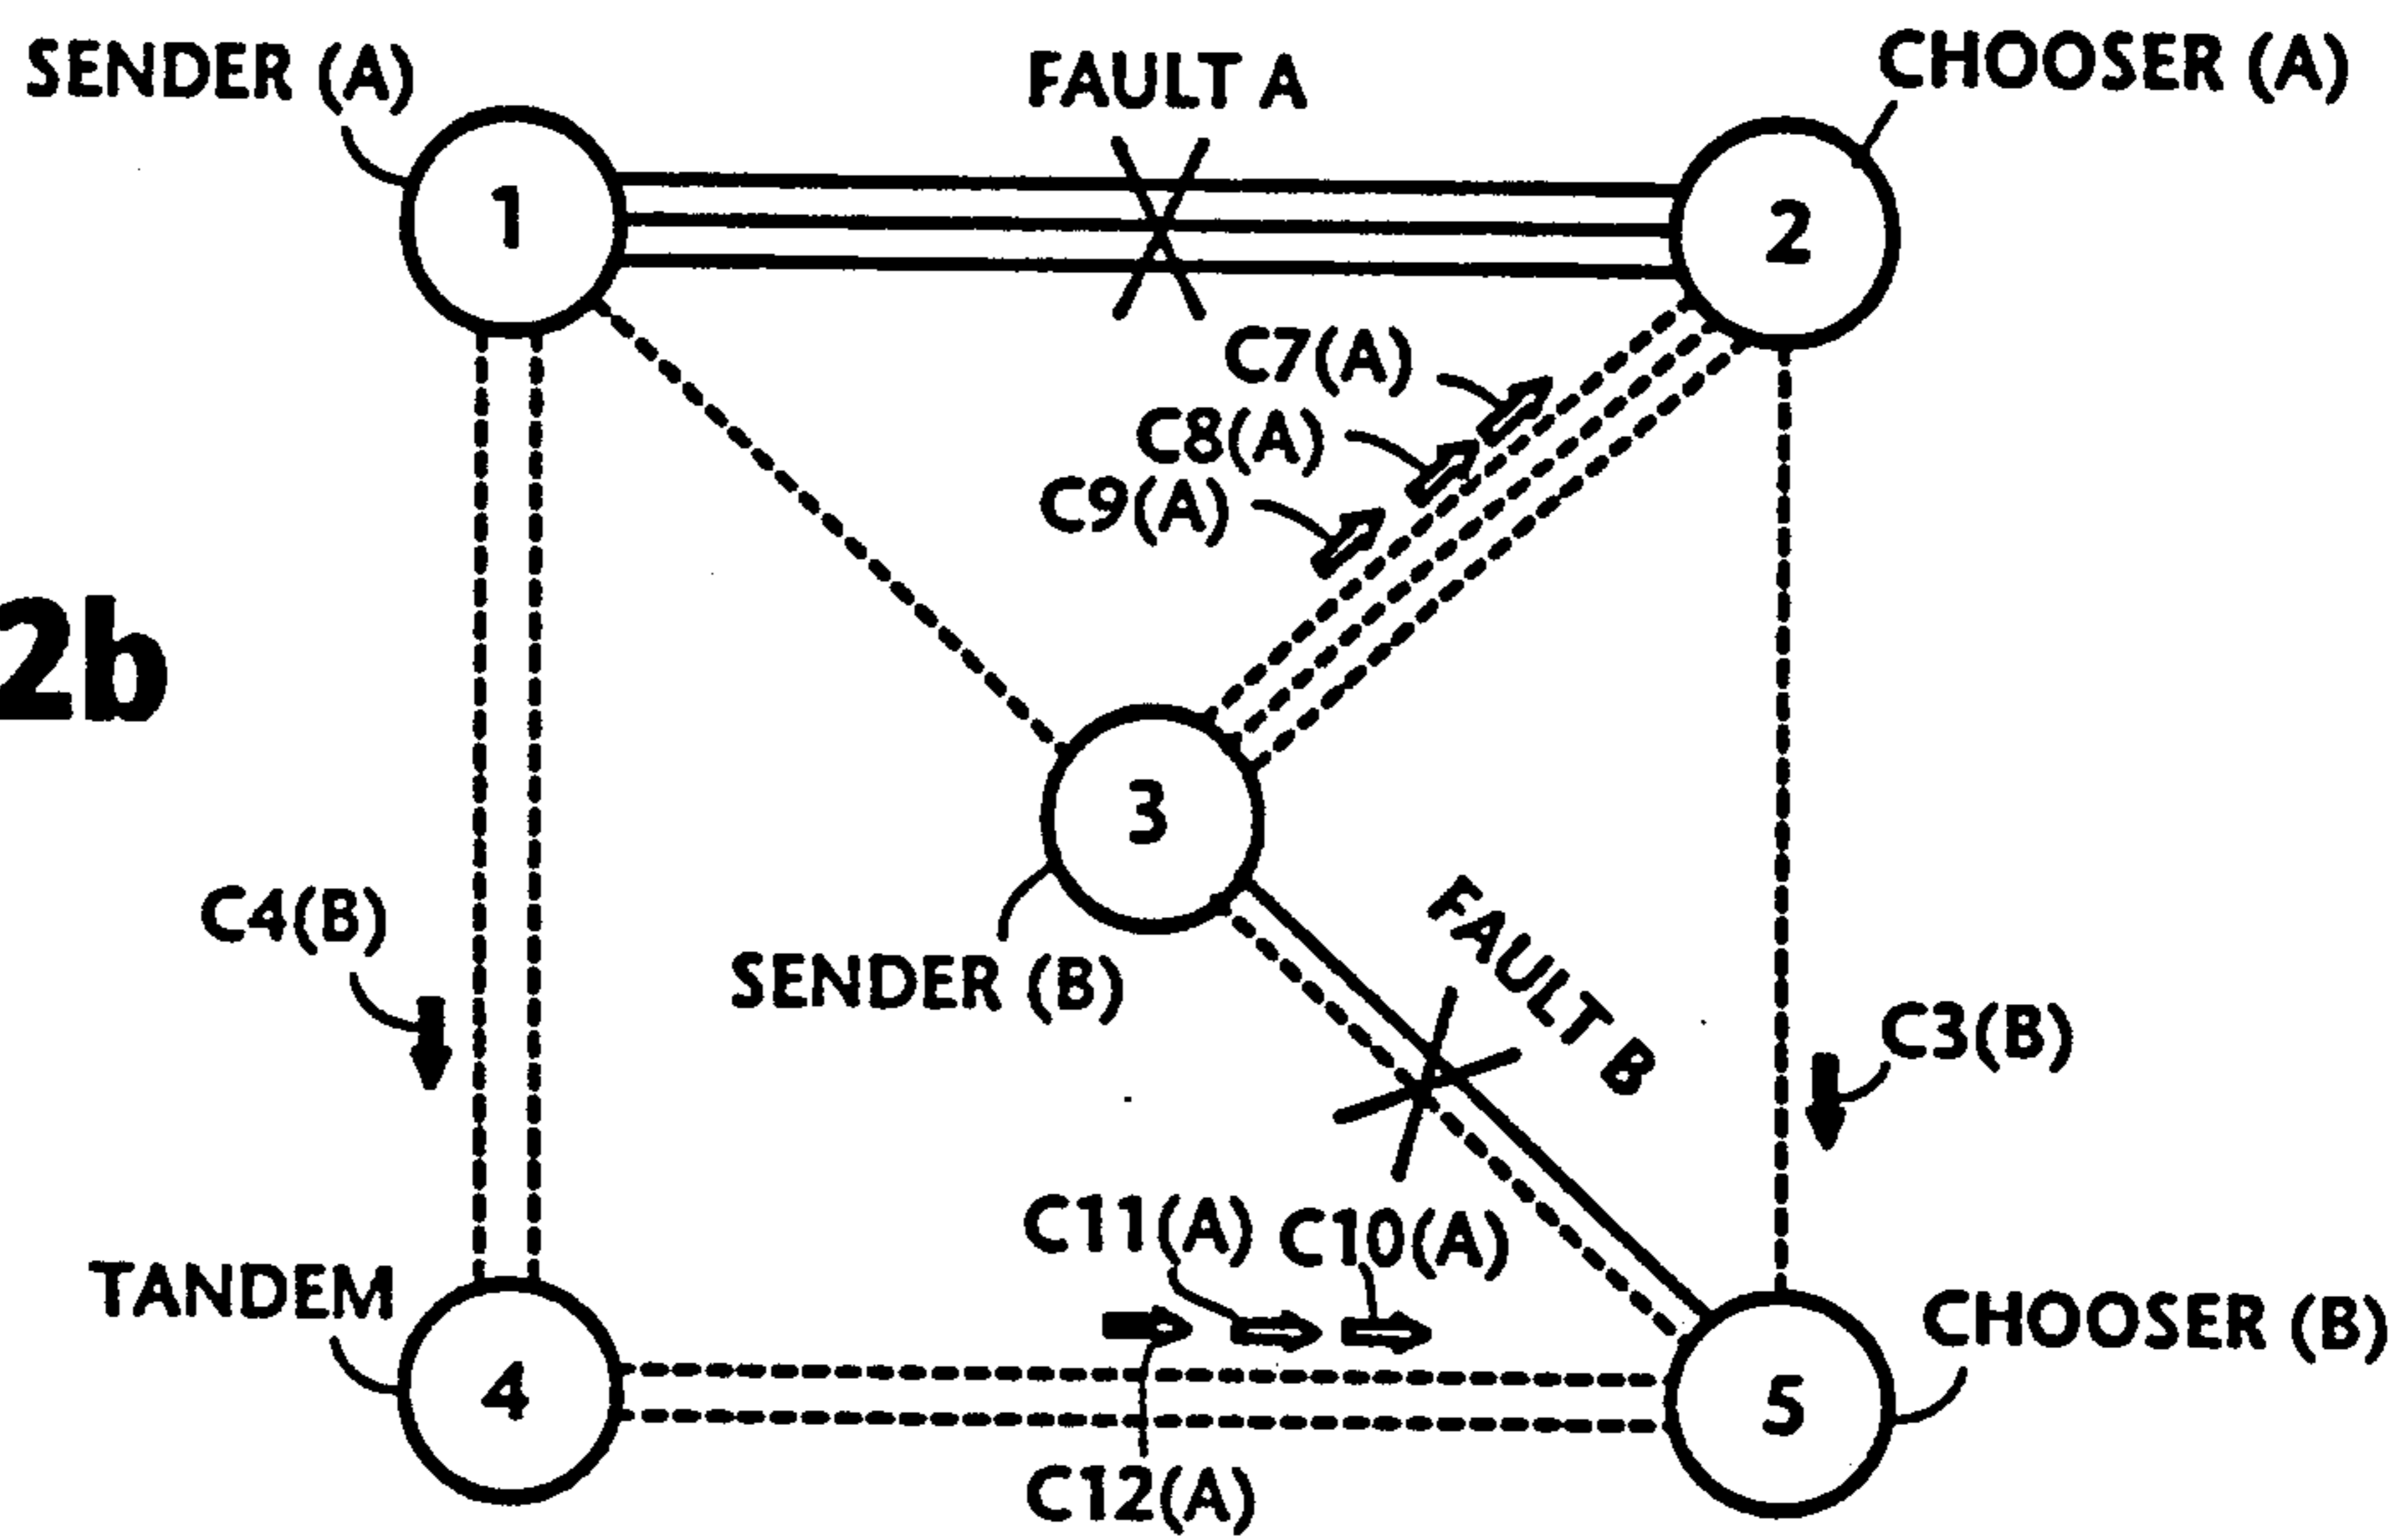 SENDER (A)
FAULT A
CHOOSER (A)
1
2
C7(A)
C8(A)
C9(A)
2b
3
C4(B)
SENDER (B)
FAULT B
C3(B)
C11(A)
C10(A)
TANDEM
CHOOSER (B)
4
5
C12(A)